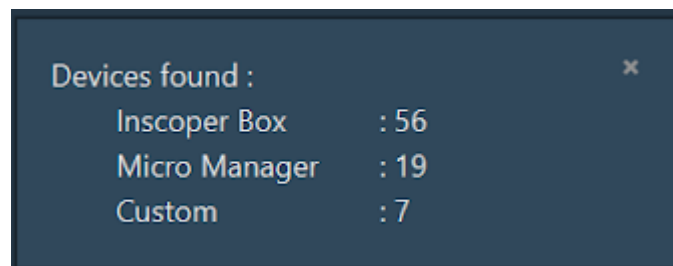 Devices found :
Inscoper Box : 56
Micro Manager : 19
Custom : 7